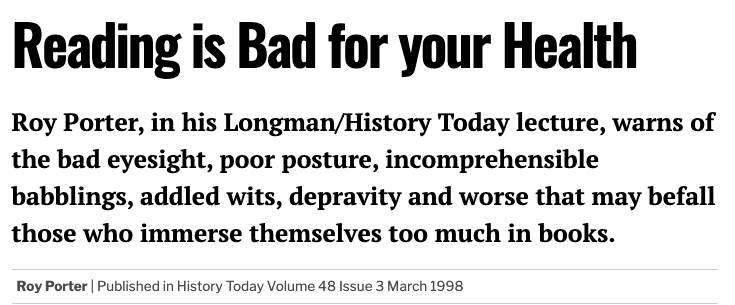 Reading is Bad for your Health
Roy Porter, in his Longman/History Today lecture, warns of
the bad eyesight, poor posture, incomprehensible
babblings, addled wits, depravity and worse that may befall
those who immerse themselves too much in books.
Roy Porter | Published in History Today Volume 48 Issue 3 March 1998